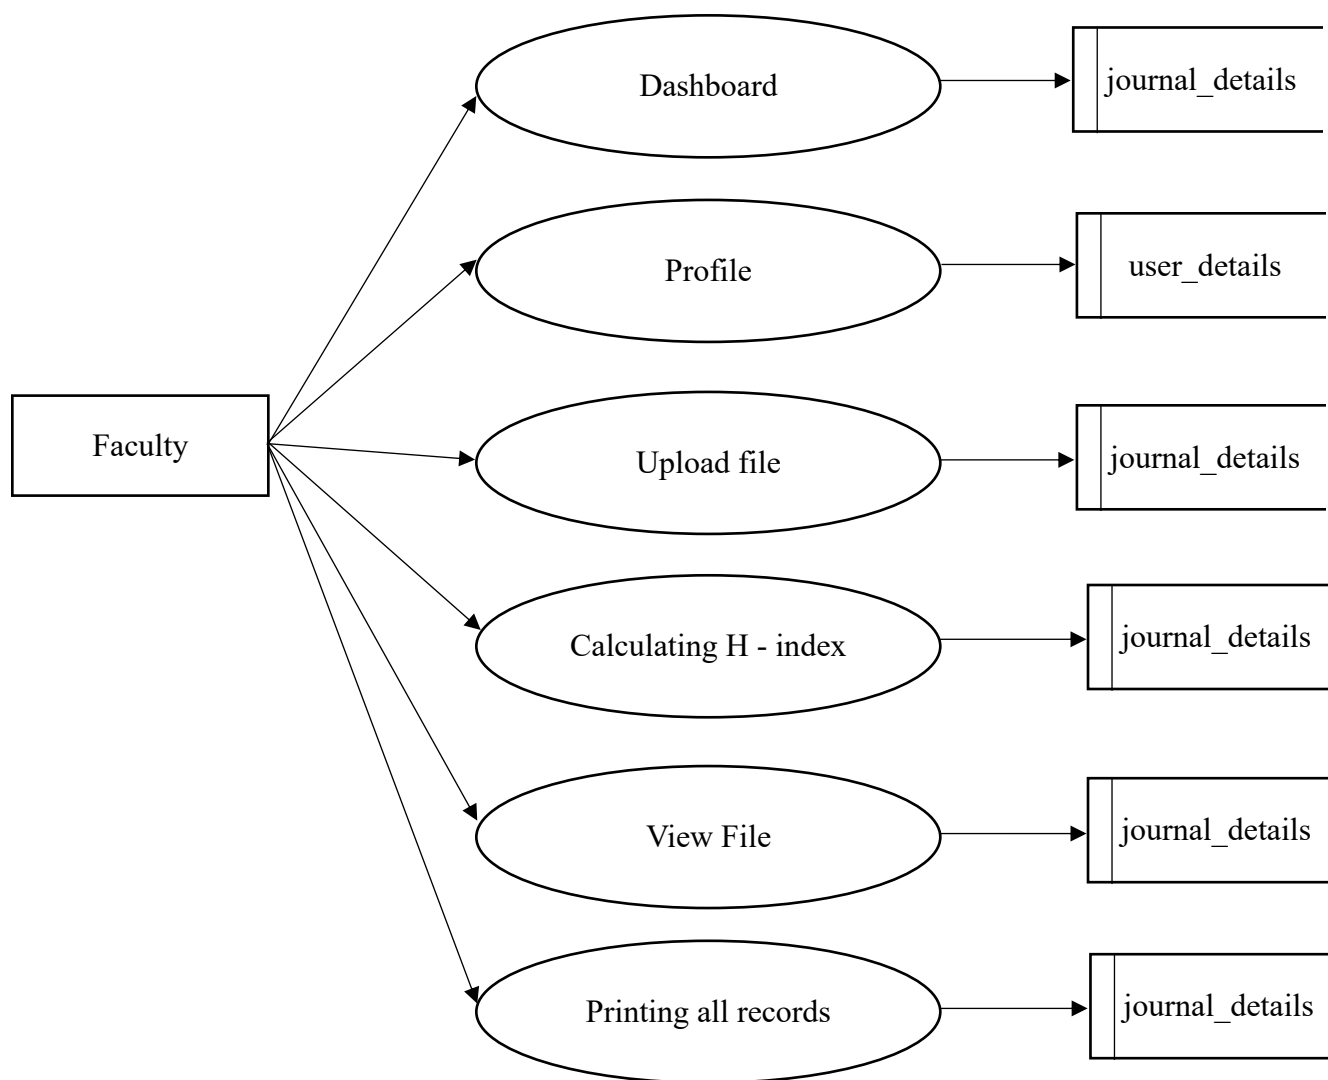 Dashboard
journal_details
Profile
user_details
Faculty
Upload file
journal_details
Calculating H - index
journal_details
View File
journal_details
Printing all records
journal_details